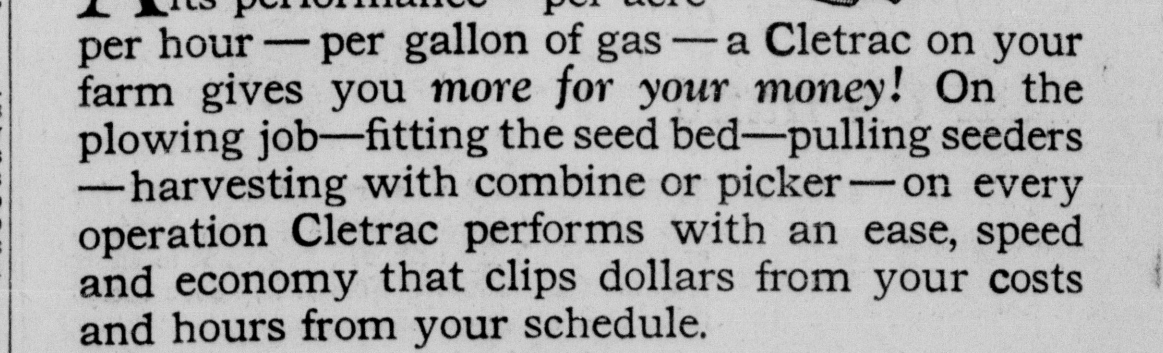 per hour — per gallon of gas — a Cletrac on your
farm gives you more for your money! On the
plowing job—fitting the seed bed—pulling seeders
—harvesting with combine or picker—on every
operation Cletrac performs with an ease, speed
and economy that clips dollars from your costs
and hours from your schedule.